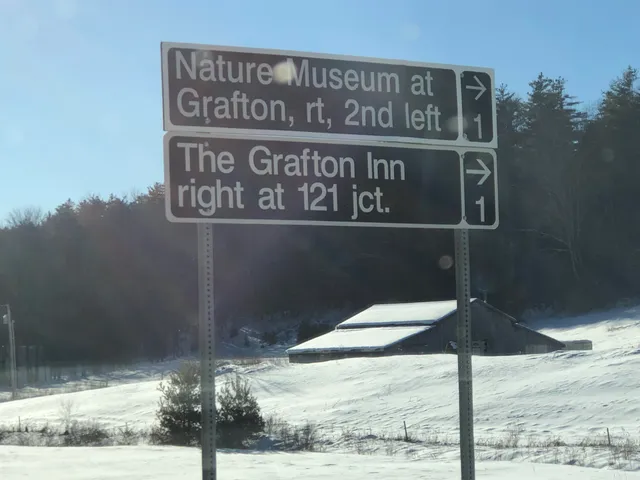 Nature Museum at →
Grafton, rt, 2nd left 1
The Grafton Inn →
right at 121 jct. 1